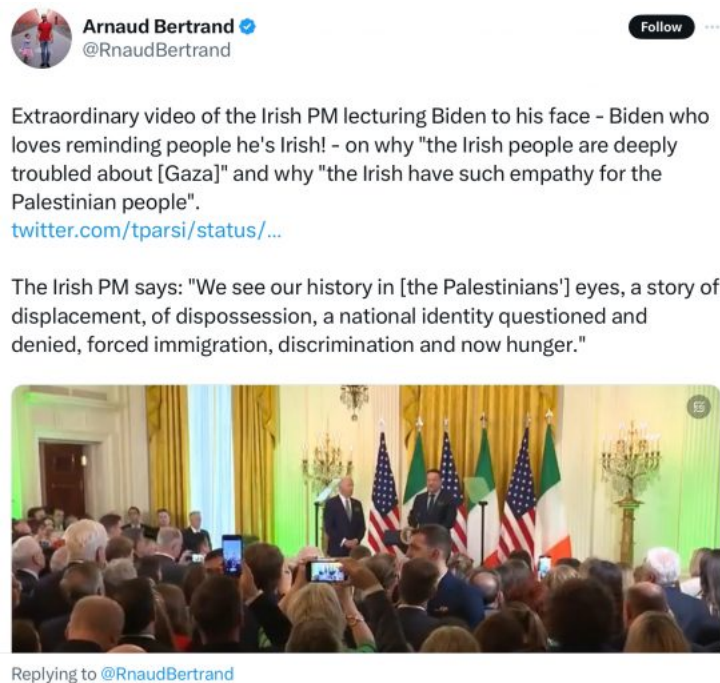 Arnaud Bertrand
Follow
@RnaudBertrand
Extraordinary video of the Irish PM lecturing Biden to his face - Biden who
loves reminding people he's Irish! - on why "the Irish people are deeply
troubled about [Gaza]" and why "the Irish have such empathy for the
Palestinian people".
twitter.com/tparsi/status/...
The Irish PM says: "We see our history in [the Palestinians'] eyes, a story of
displacement, of dispossession, a national identity questioned and
denied, forced immigration, discrimination and now hunger."
Replying to @RnaudBertrand